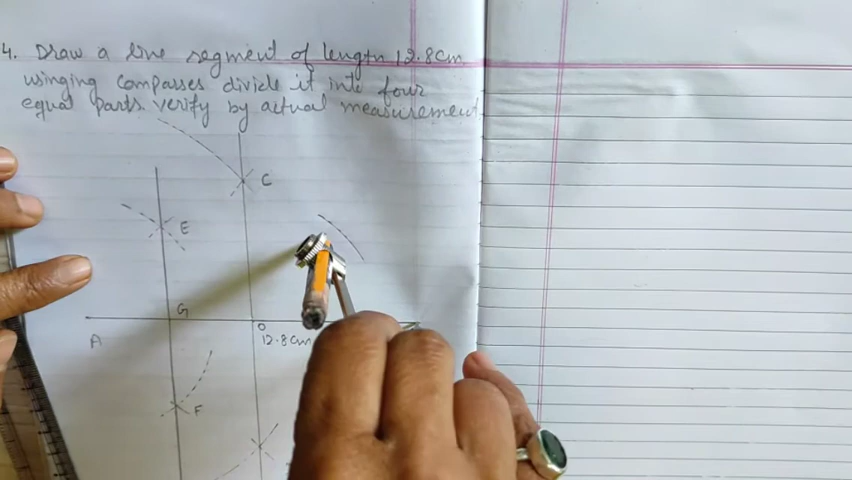 4. Draw a line segment of length 12.8cm
winging compasses divide it into four
equal parts verify by actual measurement
C
E
G
A
O
12.8cm
F